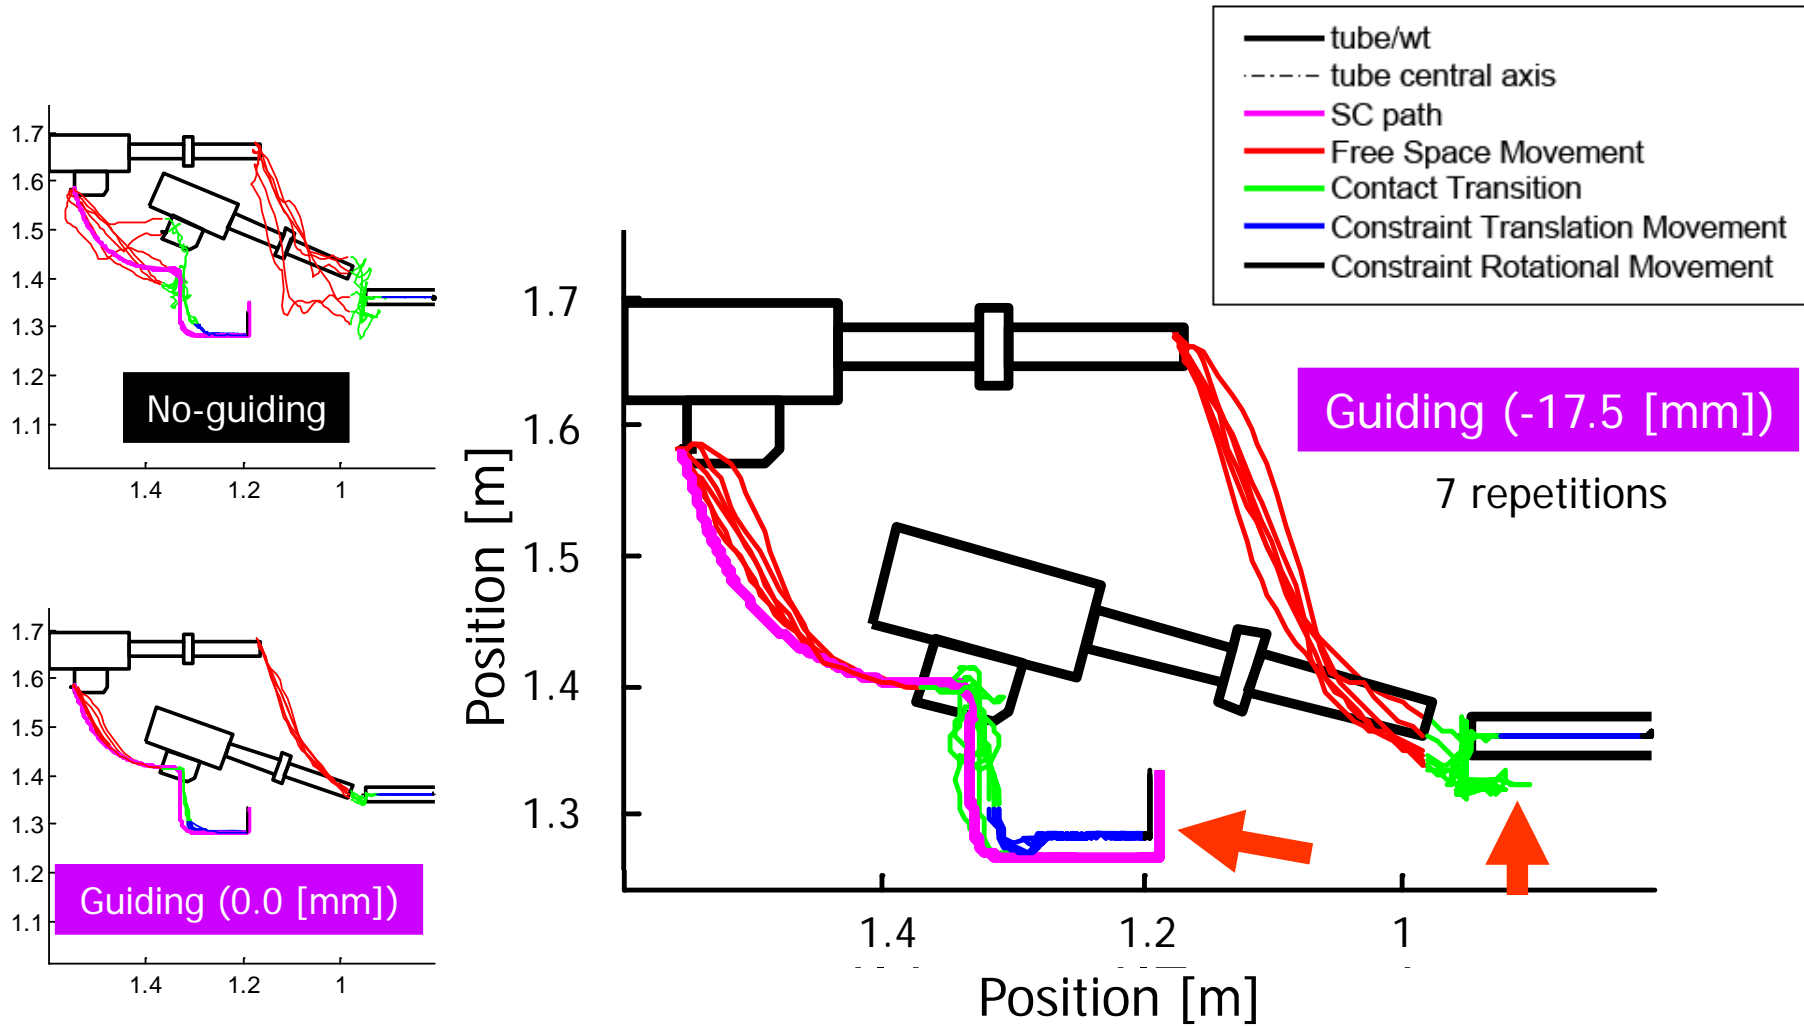 tube/wt
tube central axis
SC path
Free Space Movement
Contact Transition
Constraint Translation Movement
Constraint Rotational Movement
1.7
1.6
1.5
1.4
1.3
1.2
1.1
No-guiding
1.4 1.2 1
1.7
1.6
1.5
1.4
1.3
1.2
1.1
Guiding (0.0 [mm])
1.4 1.2 1
Position [m]
1.7
1.6
1.5
1.4
1.3
Guiding (-17.5 [mm])
7 repetitions
1.4 1.2 1
Position [m]